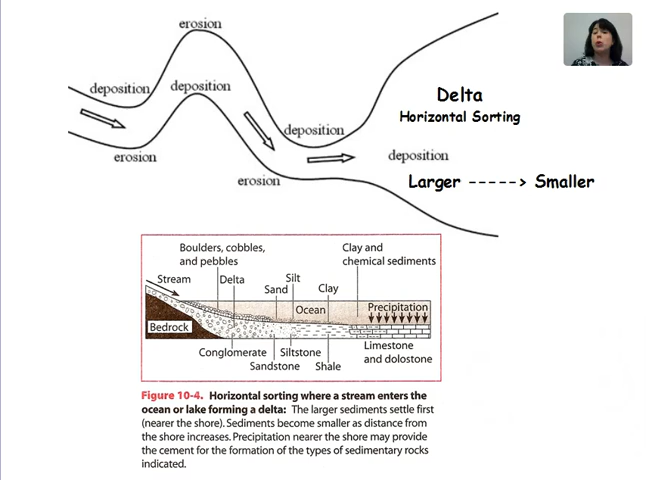 erosion
deposition
deposition
Delta
Horizontal Sorting
deposition
deposition
erosion
erosion
Larger -----> Smaller
Boulders, cobbles,
and pebbles
Clay and
chemical sediments
Stream
Delta
Silt
Sand
Clay
Ocean
Precipitation
Bedrock
Conglomerate
Siltstone
Limestone
and dolostone
Sandstone
Shale
Figure 10-4. Horizontal sorting where a stream enters the
ocean or lake forming a delta: The larger sediments settle first
(nearer the shore). Sediments become smaller as distance from
the shore increases. Precipitation nearer the shore may provide
the cement for the formation of the types of sedimentary rocks
indicated.